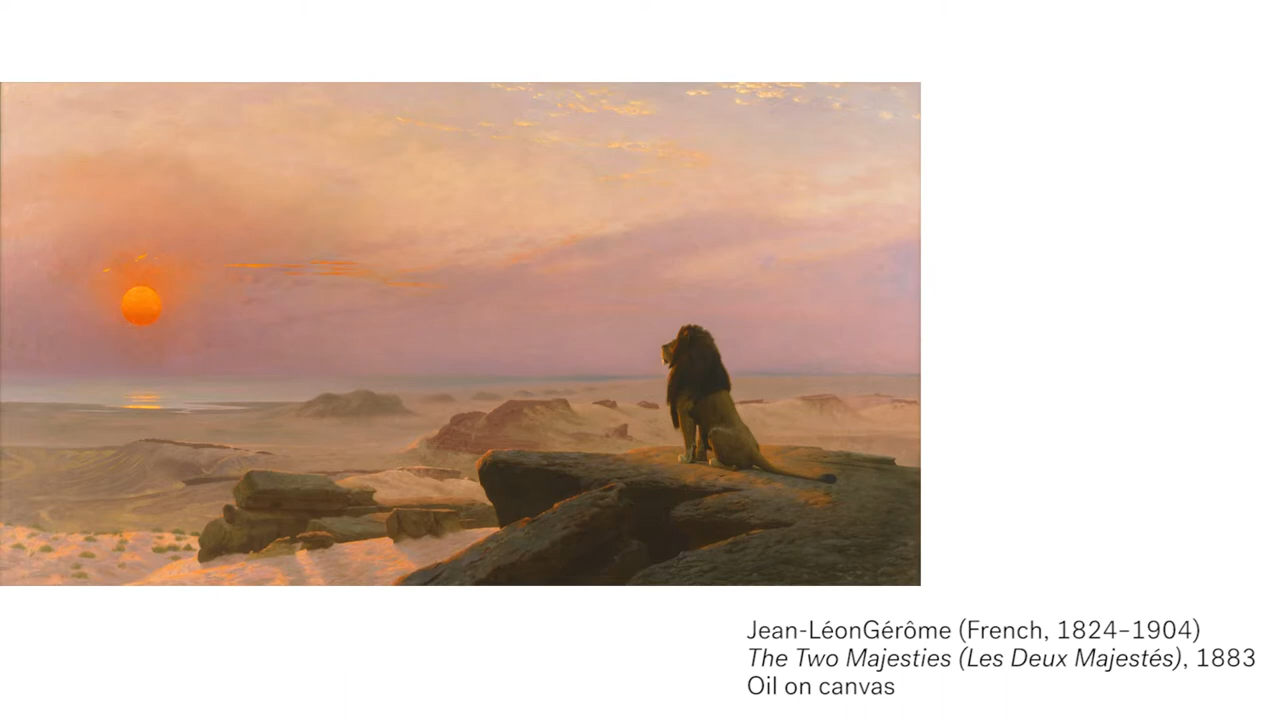 Jean-LéonGérôme (French, 1824–1904)
The Two Majesties (Les Deux Majestés), 1883
Oil on canvas